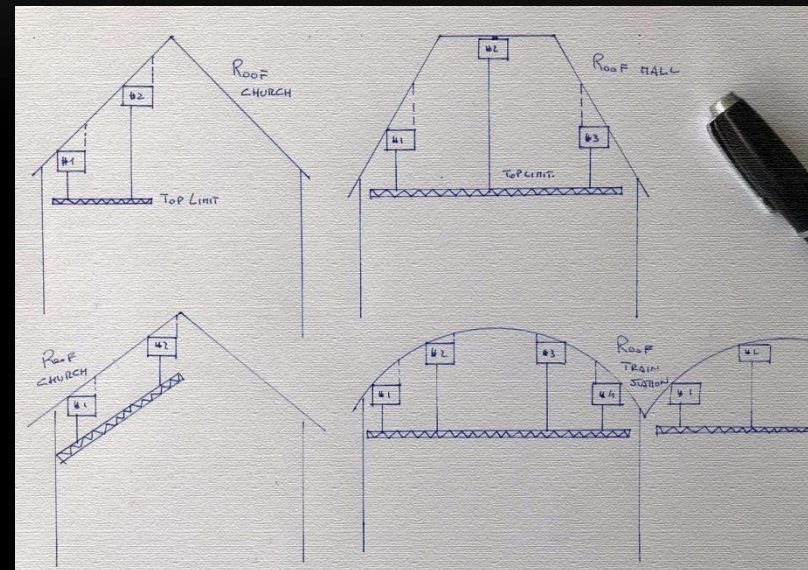 ROOF
CHURCH
#2
#1
TOP LIMIT
#2
ROOF MALL
#1
#3
TOP LIMIT.
ROOF
CHURCH
#2
#1
#2
#3
#1
#4
ROOF
TRAIN
STATION
#1